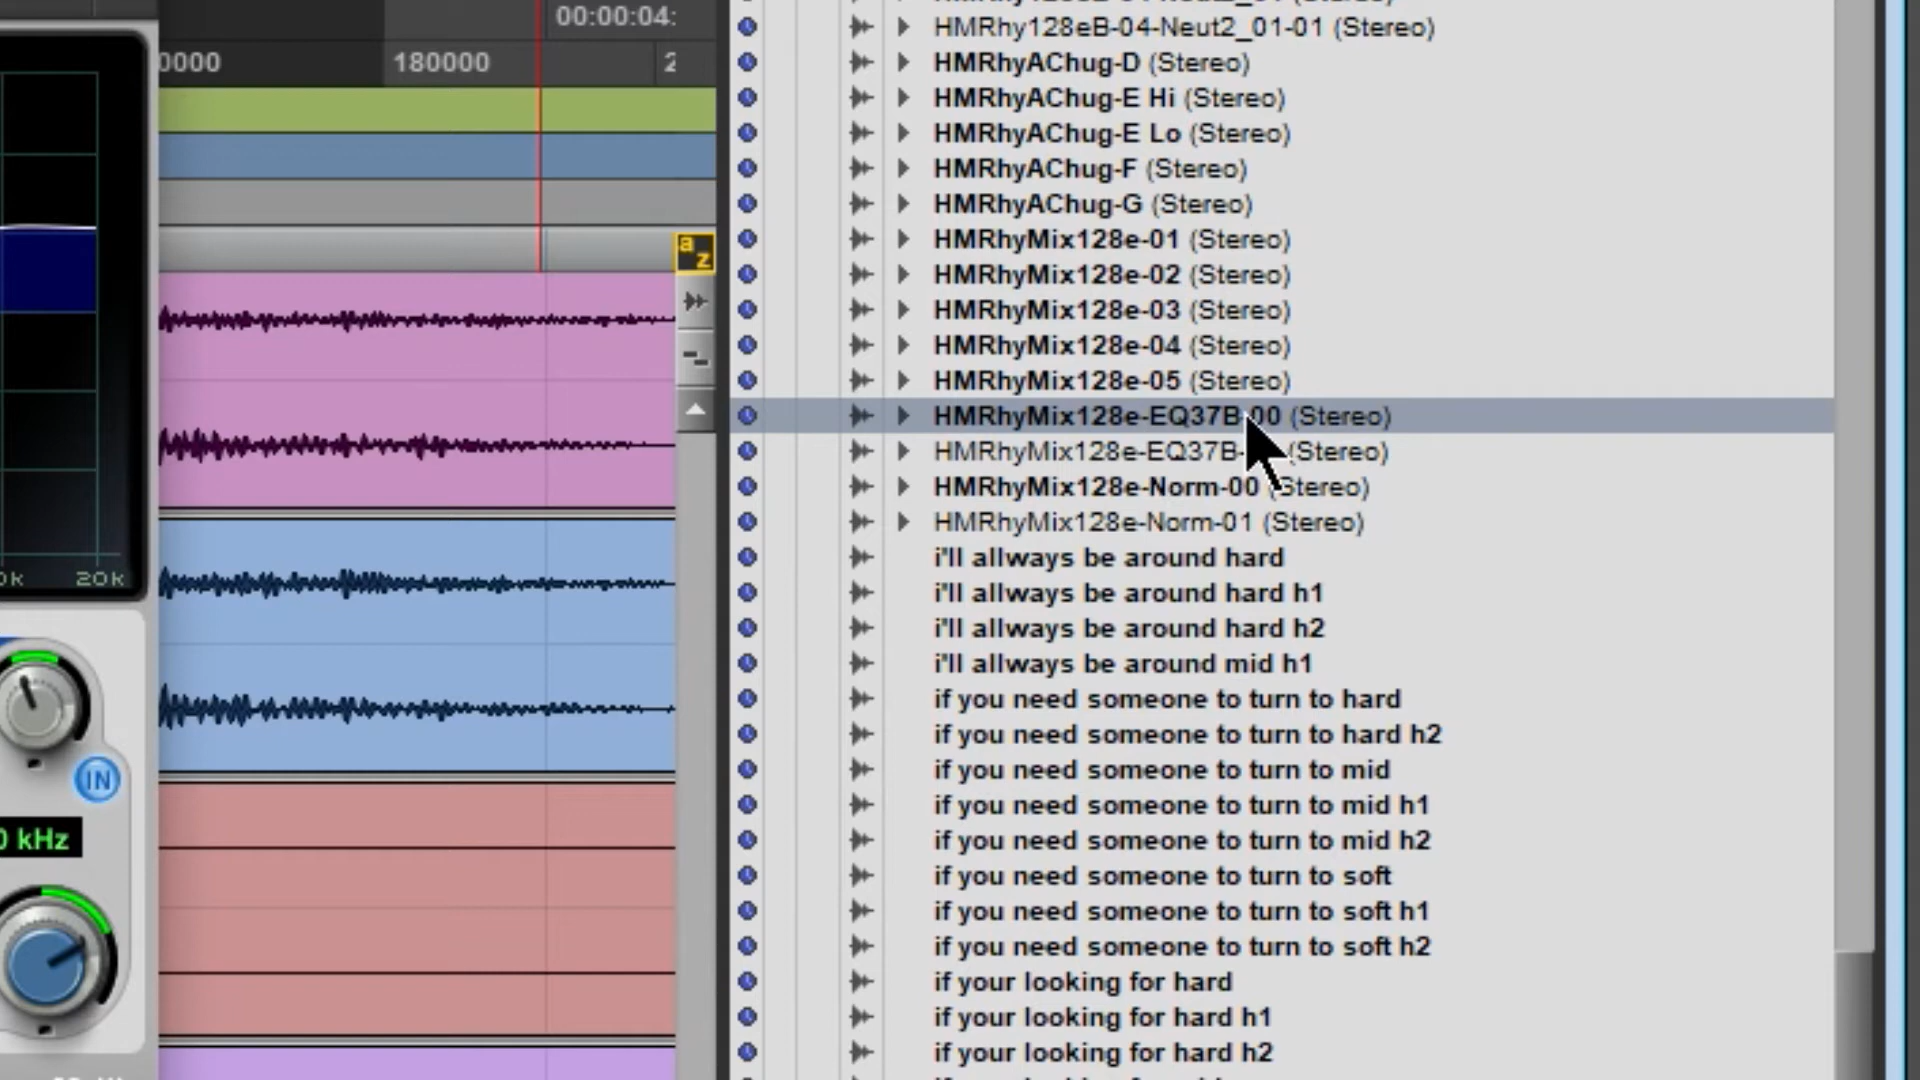 00:00:04:
0000
180000
2
HMRhy128eB-04-Neut2_01-01 (Stereo)
HMRhyAChug-D (Stereo)
HMRhyAChug-E Hi (Stereo)
HMRhyAChug-E Lo (Stereo)
HMRhyAChug-F (Stereo)
HMRhyAChug-G (Stereo)
HMRhyMix128e-01 (Stereo)
a
z
HMRhyMix128e-02 (Stereo)
HMRhyMix128e-03 (Stereo)
HMRhyMix128e-04 (Stereo)
HMRhyMix128e-05 (Stereo)
HMRhyMix128e-EQ37B-00 (Stereo)
HMRhyMix128e-EQ37B- (Stereo)
HMRhyMix128e-Norm-00 (Stereo)
HMRhyMix128e-Norm-01 (Stereo)
i'll allways be around hard
0k 20k
i'll allways be around hard h1
i'll allways be around hard h2
i'll allways be around mid h1
if you need someone to turn to hard
if you need someone to turn to hard h2
if you need someone to turn to mid
IN
if you need someone to turn to mid h1
0 kHz
if you need someone to turn to mid h2
if you need someone to turn to soft
if you need someone to turn to soft h1
if you need someone to turn to soft h2
if your looking for hard
if your looking for hard h1
if your looking for hard h2